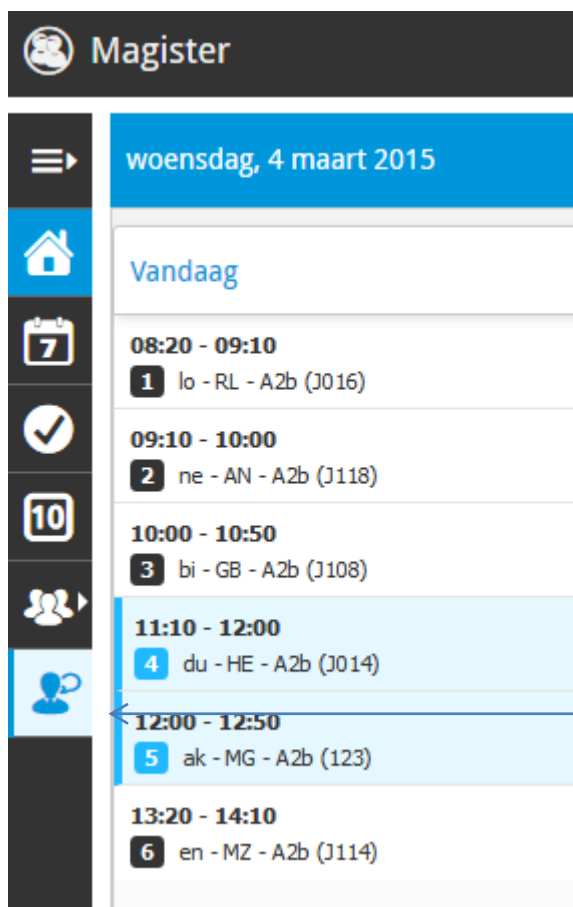 Magister
woensdag, 4 maart 2015
Vandaag
7
10
08:20 - 09:10
1 lo - RL - A2b (J016)
09:10 - 10:00
2 ne - AN - A2b (J118)
10:00 - 10:50
3 bi - GB - A2b (J108)
11:10 - 12:00
4 du - HE - A2b (J014)
12:00 - 12:50
5 ak - MG - A2b (123)
13:20 - 14:10
6 en - MZ - A2b (J114)